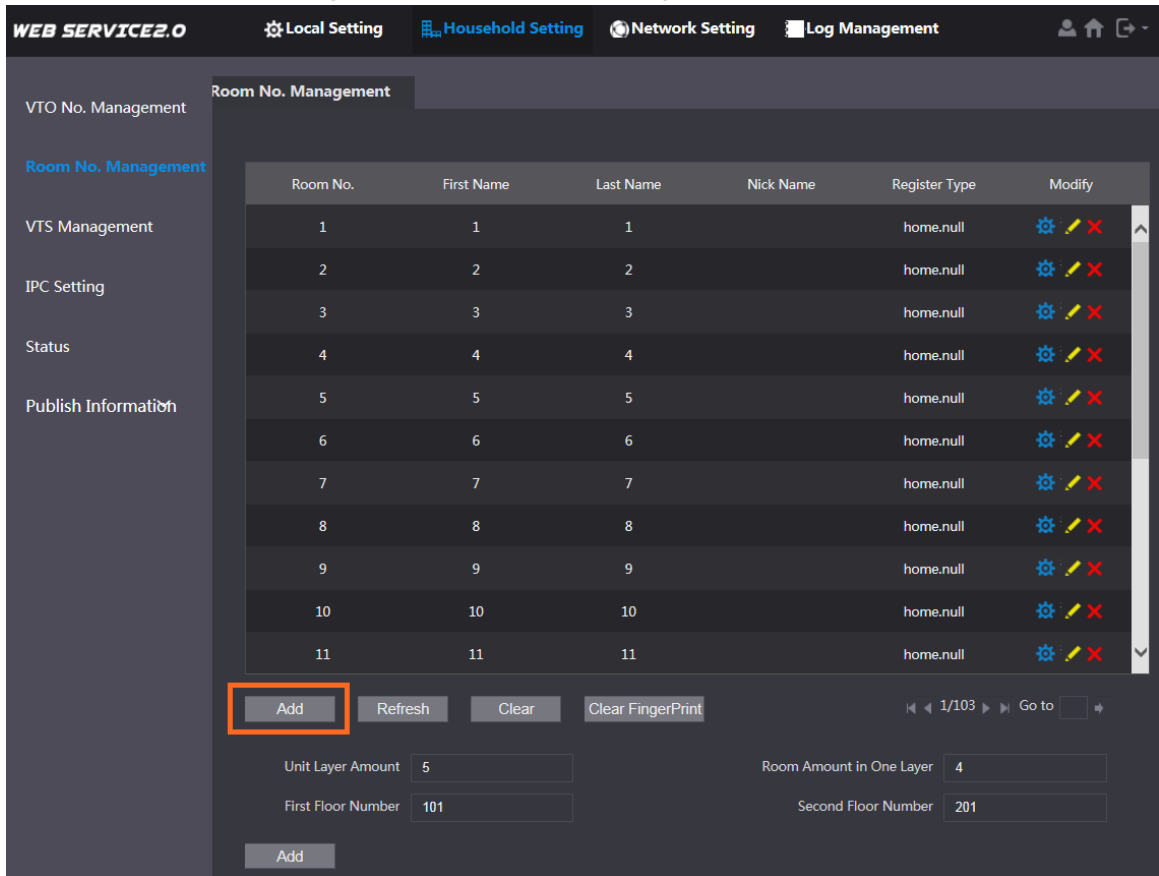 WEB SERVICE2.0 Local Setting Household Setting Network Setting Log Management
Room No. Management
VTO No. Management
Room No. Management
VTS Management
IPC Setting
Status
Publish Information
Room No. First Name Last Name Nick Name Register Type Modify
1 1 1 home.null
2 2 2 home.null
3 3 3 home.null
4 4 4 home.null
5 5 5 home.null
6 6 6 home.null
7 7 7 home.null
8 8 8 home.null
9 9 9 home.null
10 10 10 home.null
11 11 11 home.null
Add Refresh Clear Clear FingerPrint 1/103 Go to
Unit Layer Amount 5 Room Amount in One Layer 4
First Floor Number 101 Second Floor Number 201
Add